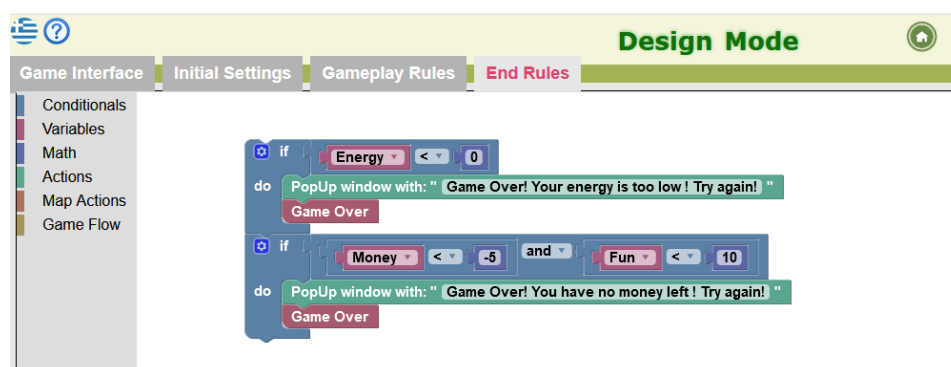 ?
Design Mode
Game Interface Initial Settings Gameplay Rules End Rules
Conditionals
Variables
Math
Actions
Map Actions
Game Flow
if Energy < 0
do PopUp window with: " Game Over! Your energy is too low ! Try again! "
Game Over
if Money < -5 and Fun < 10
do PopUp window with: " Game Over! You have no money left ! Try again! "
Game Over